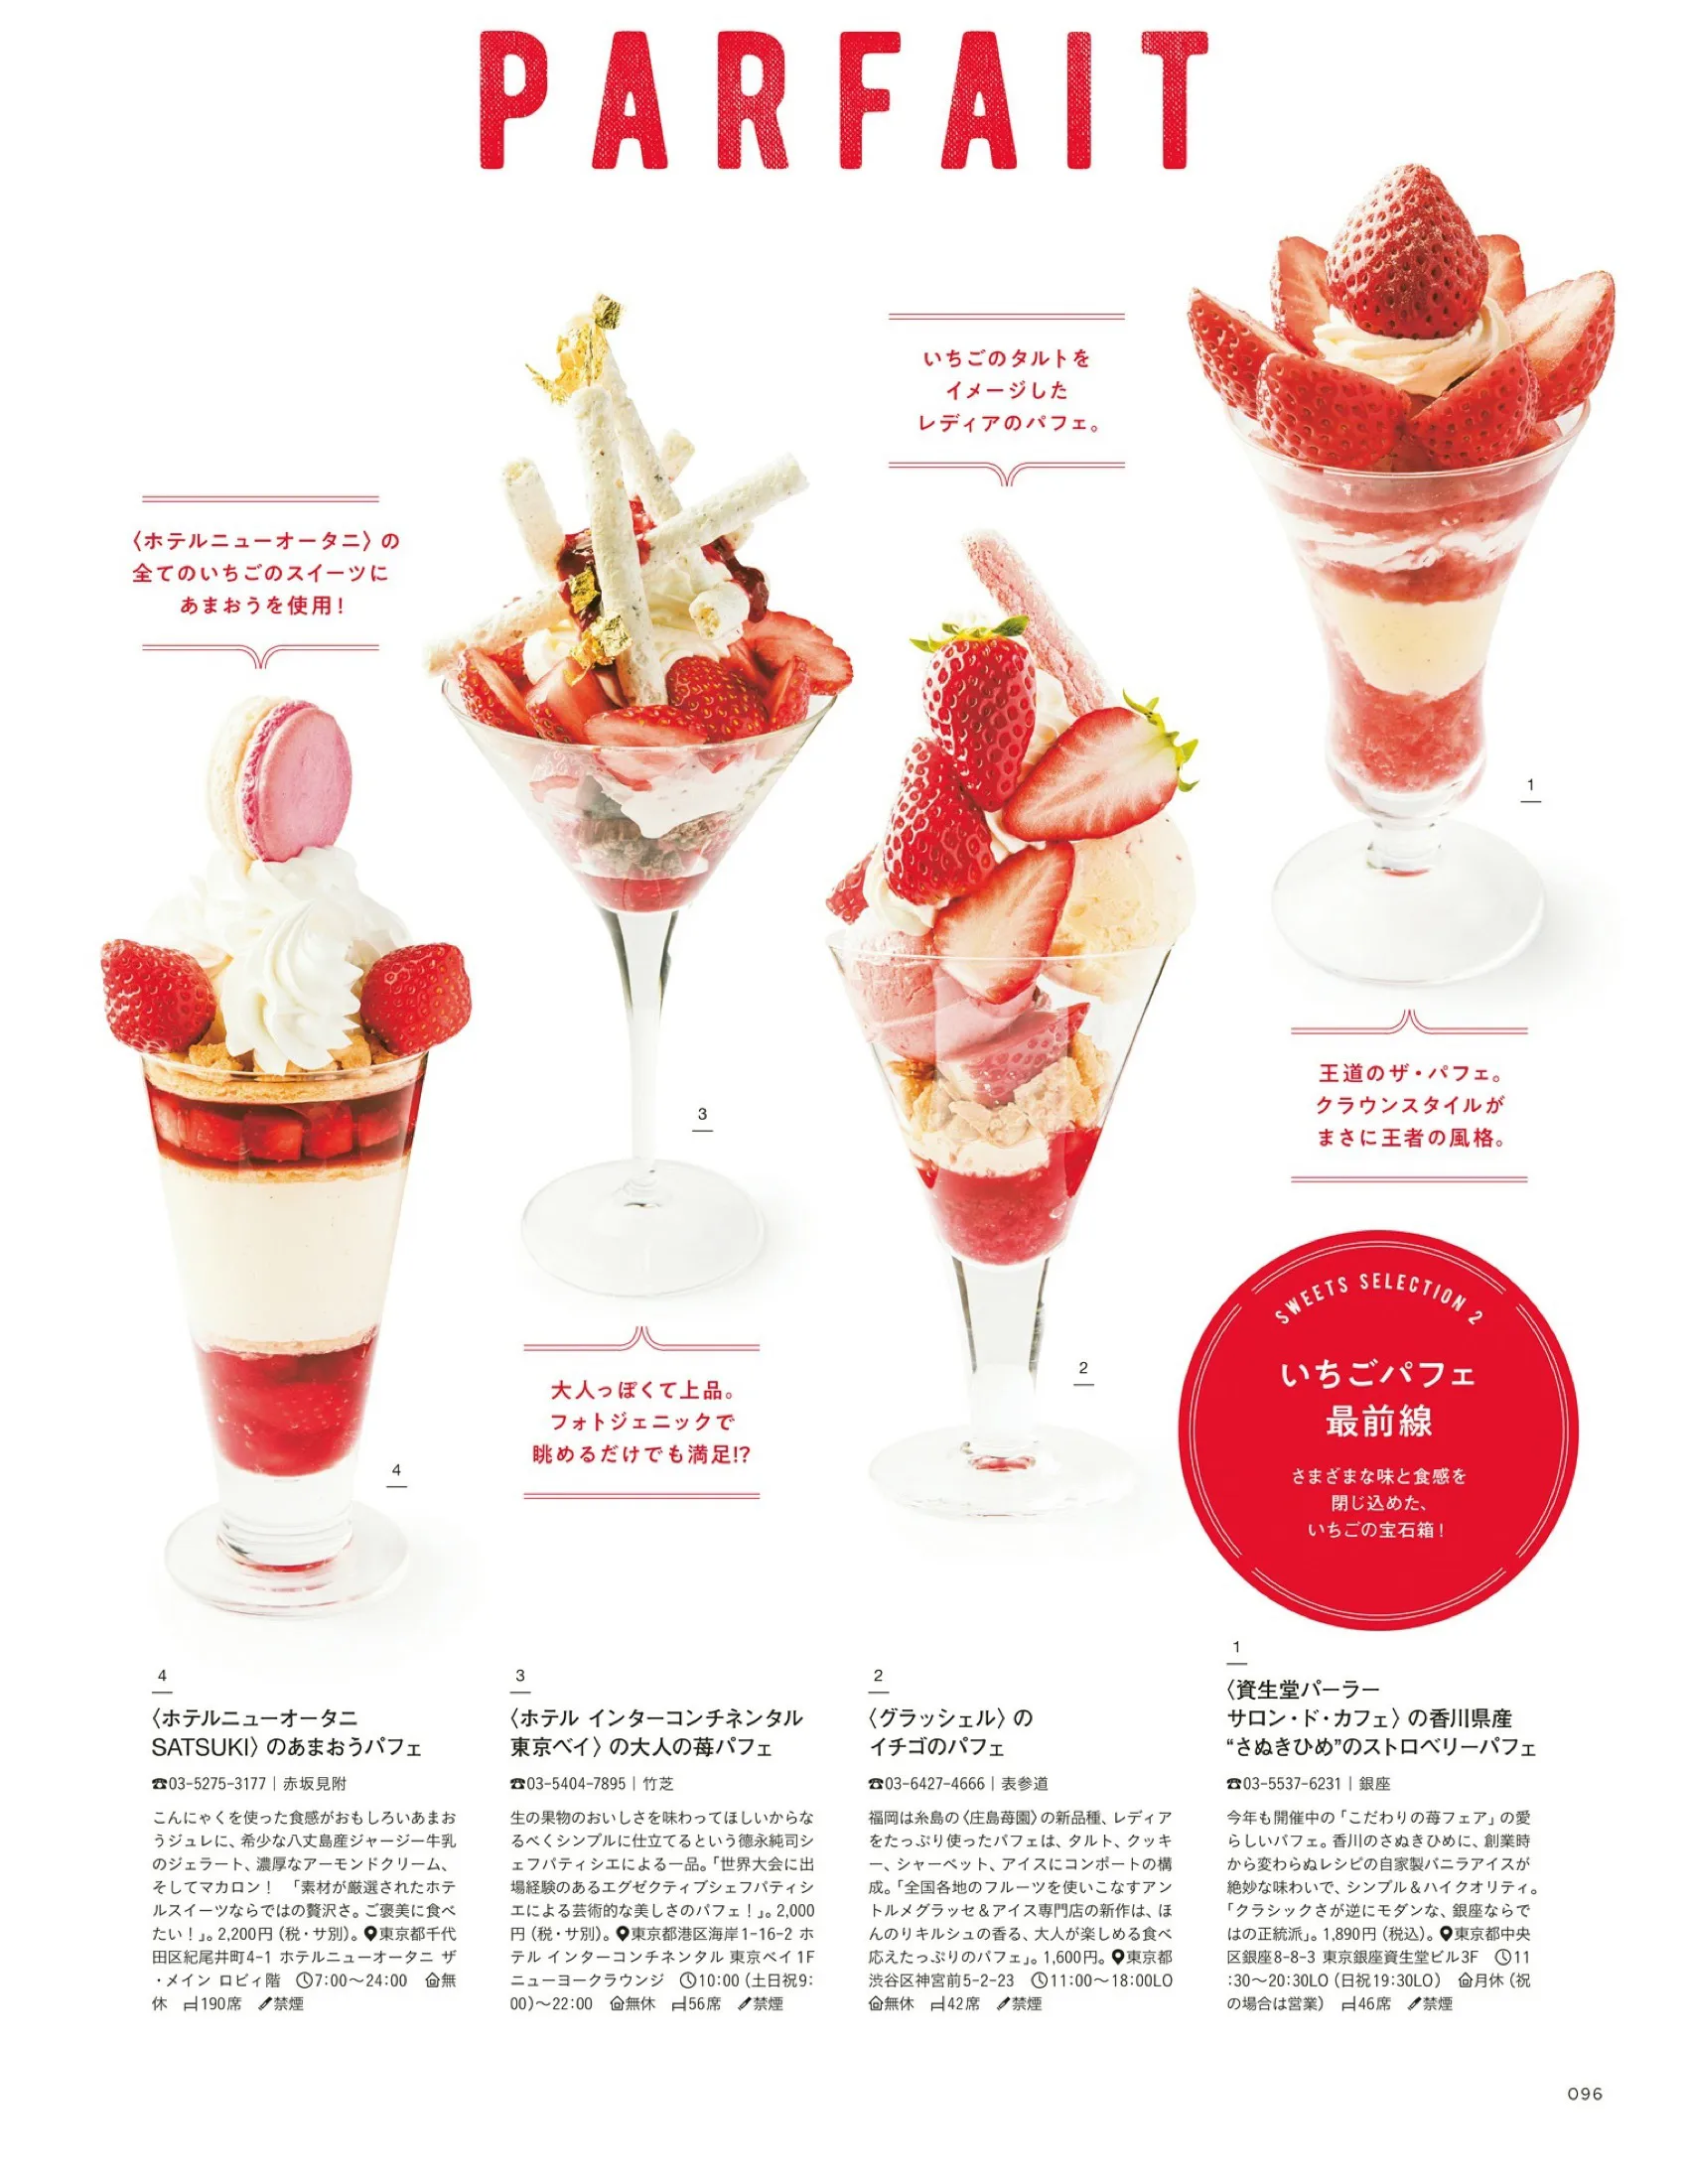 PARFAIT
いちごのタルトを
イメージした
レディアのパフェ。
〈ホテルニューオータニ〉の
全てのいちごのスイーツに
あまおうを使用！
1
3
王道のザ・パフェ。
クラウンスタイルが
まさに王者の風格。
2
大人っぽくて上品。
フォトジェニックで
眺めるだけでも満足!?
4
SWEETS SELECTION 2
いちごパフェ
最前線
さまざまな味と食感を
閉じ込めた、
いちごの宝石箱！
1
〈資生堂パーラー
サロン・ド・カフェ〉の香川県産
“さぬきひめ”のストロベリーパフェ
☎03-5537-6231｜銀座
今年も開催中の「こだわりの苺フェア」の愛
らしいパフェ。香川のさぬきひめに、創業時
から変わらぬレシピの自家製バニラアイスが
絶妙な味わいで、シンプル＆ハイクオリティ。
「クラシックさが逆にモダンな、銀座ならで
はの正統派」。1,890円（税込）。東京都中央
区銀座8-8-3 東京銀座資生堂ビル3F 11
:30〜20:30LO（日祝19:30LO） 月休（祝
の場合は営業） 46席 禁煙
2
〈グラッシェル〉の
イチゴのパフェ
☎03-6427-4666｜表参道
福岡は糸島の〈庄島苺園〉の新品種、レディア
をたっぷり使ったパフェは、タルト、クッキ
ー、シャーベット、アイスにコンポートの構
成。「全国各地のフルーツを使いこなすアン
トルメグラッセ＆アイス専門店の新作は、ほ
んのりキルシュの香る、大人が楽しめる食べ
応えたっぷりのパフェ」。1,600円。東京都
渋谷区神宮前5-2-23 11:00〜18:00LO
無休 42席 禁煙
3
〈ホテル インターコンチネンタル
東京ベイ〉の大人の苺パフェ
☎03-5404-7895｜竹芝
生の果物のおいしさを味わってほしいからな
るべくシンプルに仕立てるという徳永純司シ
ェフパティシエによる一品。「世界大会に出
場経験のあるエグゼクティブシェフパティシ
エによる芸術的な美しさのパフェ！」。2,000
円（税・サ別）。東京都港区海岸1-16-2 ホ
テル インターコンチネンタル 東京ベイ1F
ニューヨークラウンジ 10:00（土日祝9:
00）〜22:00 無休 56席 禁煙
4
〈ホテルニューオータニ
SATSUKI〉のあまおうパフェ
☎03-5275-3177｜赤坂見附
こんにゃくを使った食感がおもしろいあまお
うジュレに、希少な八丈島産ジャージー牛乳
のジェラート、濃厚なアーモンドクリーム、
そしてマカロン！ 「素材が厳選されたホテ
ルスイーツならではの贅沢さ。ご褒美に食べ
たい！」。2,200円（税・サ別）。東京都千代
田区紀尾井町4-1 ホテルニューオータニ ザ
・メイン ロビィ階 7:00〜24:00 無
休 190席 禁煙
096